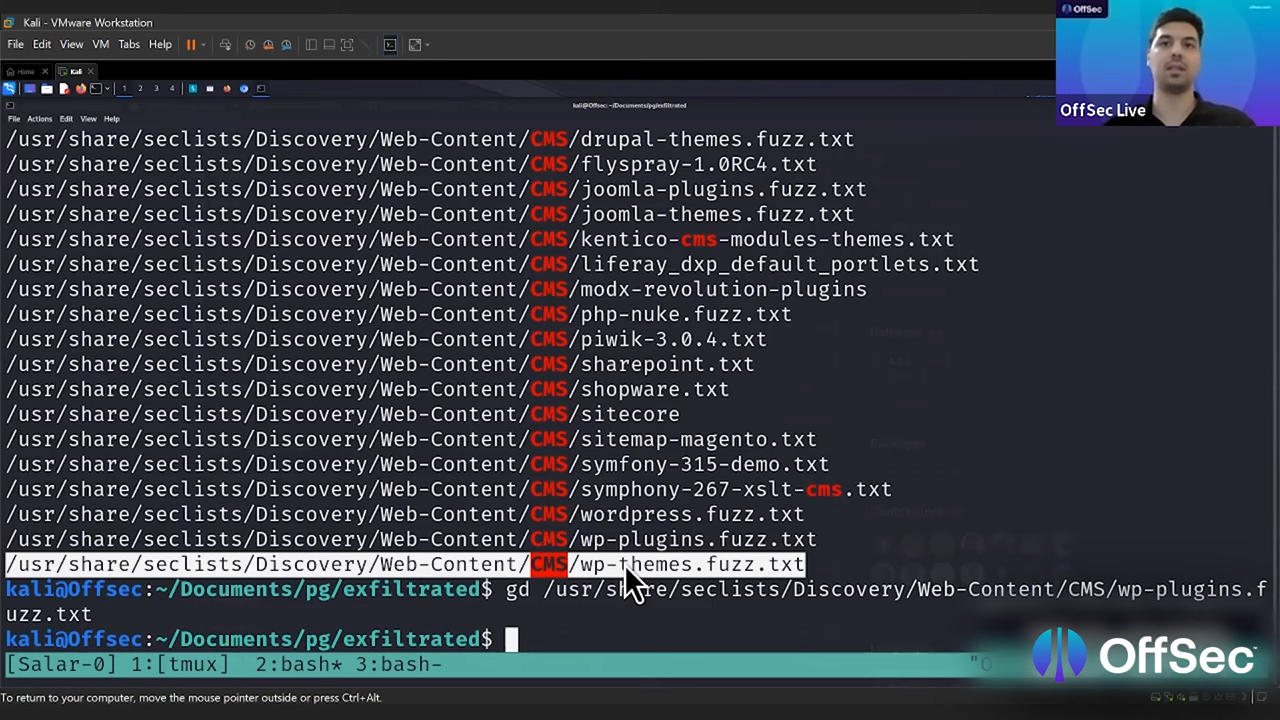 Kali - VMware Workstation
File Edit View VM Tabs Help
Home Kali
1 2 3 4
kali@Offsec: ~/Documents/pg/exfiltrated
File Actions Edit View Help
/usr/share/seclists/Discovery/Web-Content/CMS/drupal-themes.fuzz.txt
/usr/share/seclists/Discovery/Web-Content/CMS/flyspray-1.0RC4.txt
/usr/share/seclists/Discovery/Web-Content/CMS/joomla-plugins.fuzz.txt
/usr/share/seclists/Discovery/Web-Content/CMS/joomla-themes.fuzz.txt
/usr/share/seclists/Discovery/Web-Content/CMS/kentico-cms-modules-themes.txt
/usr/share/seclists/Discovery/Web-Content/CMS/liferay_dxp_default_portlets.txt
/usr/share/seclists/Discovery/Web-Content/CMS/modx-revolution-plugins
/usr/share/seclists/Discovery/Web-Content/CMS/php-nuke.fuzz.txt
/usr/share/seclists/Discovery/Web-Content/CMS/piwik-3.0.4.txt
/usr/share/seclists/Discovery/Web-Content/CMS/sharepoint.txt
/usr/share/seclists/Discovery/Web-Content/CMS/shopware.txt
/usr/share/seclists/Discovery/Web-Content/CMS/sitecore
/usr/share/seclists/Discovery/Web-Content/CMS/sitemap-magento.txt
/usr/share/seclists/Discovery/Web-Content/CMS/symfony-315-demo.txt
/usr/share/seclists/Discovery/Web-Content/CMS/symphony-267-xslt-cms.txt
/usr/share/seclists/Discovery/Web-Content/CMS/wordpress.fuzz.txt
/usr/share/seclists/Discovery/Web-Content/CMS/wp-plugins.fuzz.txt
/usr/share/seclists/Discovery/Web-Content/CMS/wp-themes.fuzz.txt
kali@Offsec:~/Documents/pg/exfiltrated$ gd /usr/share/seclists/Discovery/Web-Content/CMS/wp-plugins.f
uzz.txt
kali@Offsec:~/Documents/pg/exfiltrated$
[Salar-0] 1:[tmux] 2:bash* 3:bash-
To return to your computer, move the mouse pointer outside or press Ctrl+Alt.
OffSec
OffSec Live
OffSec